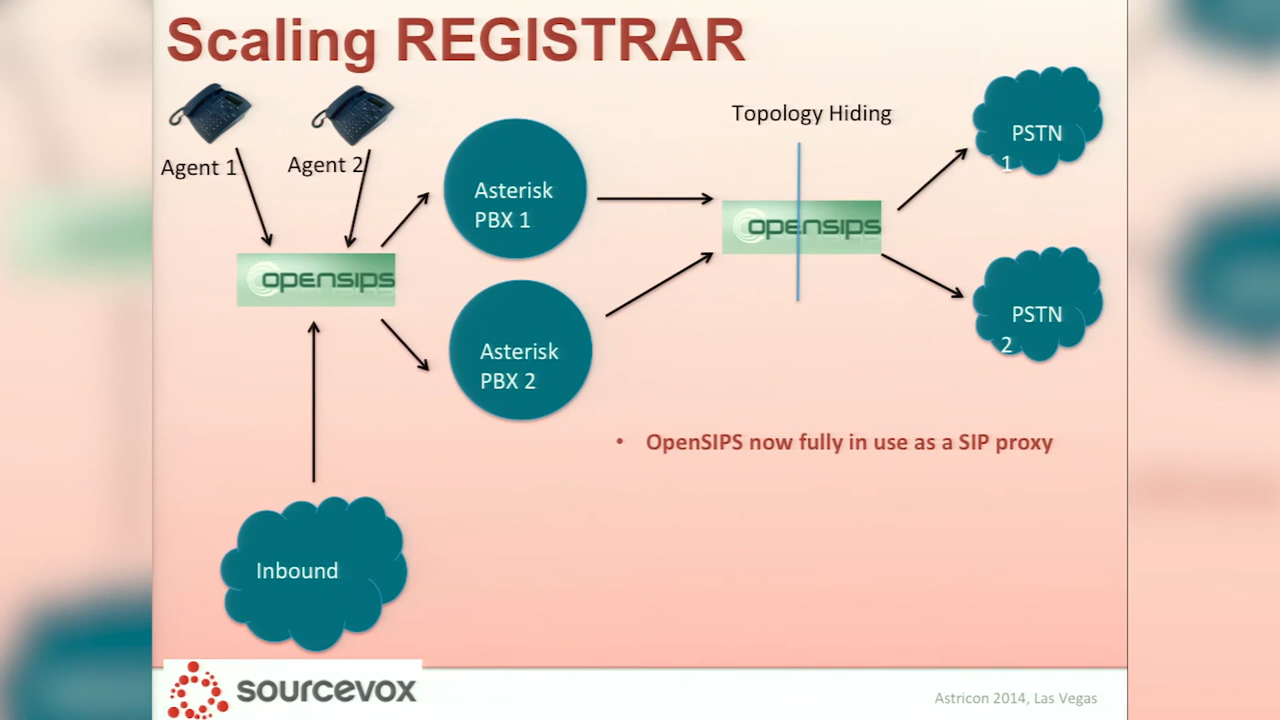 Scaling REGISTRAR
Agent 1
Agent 2
Asterisk
PBX 1
Topology Hiding
PSTN
1
opensips
opensips
Asterisk
PBX 2
PSTN
2
• OpenSIPS now fully in use as a SIP proxy
Inbound
sourcevox
Astricon 2014, Las Vegas